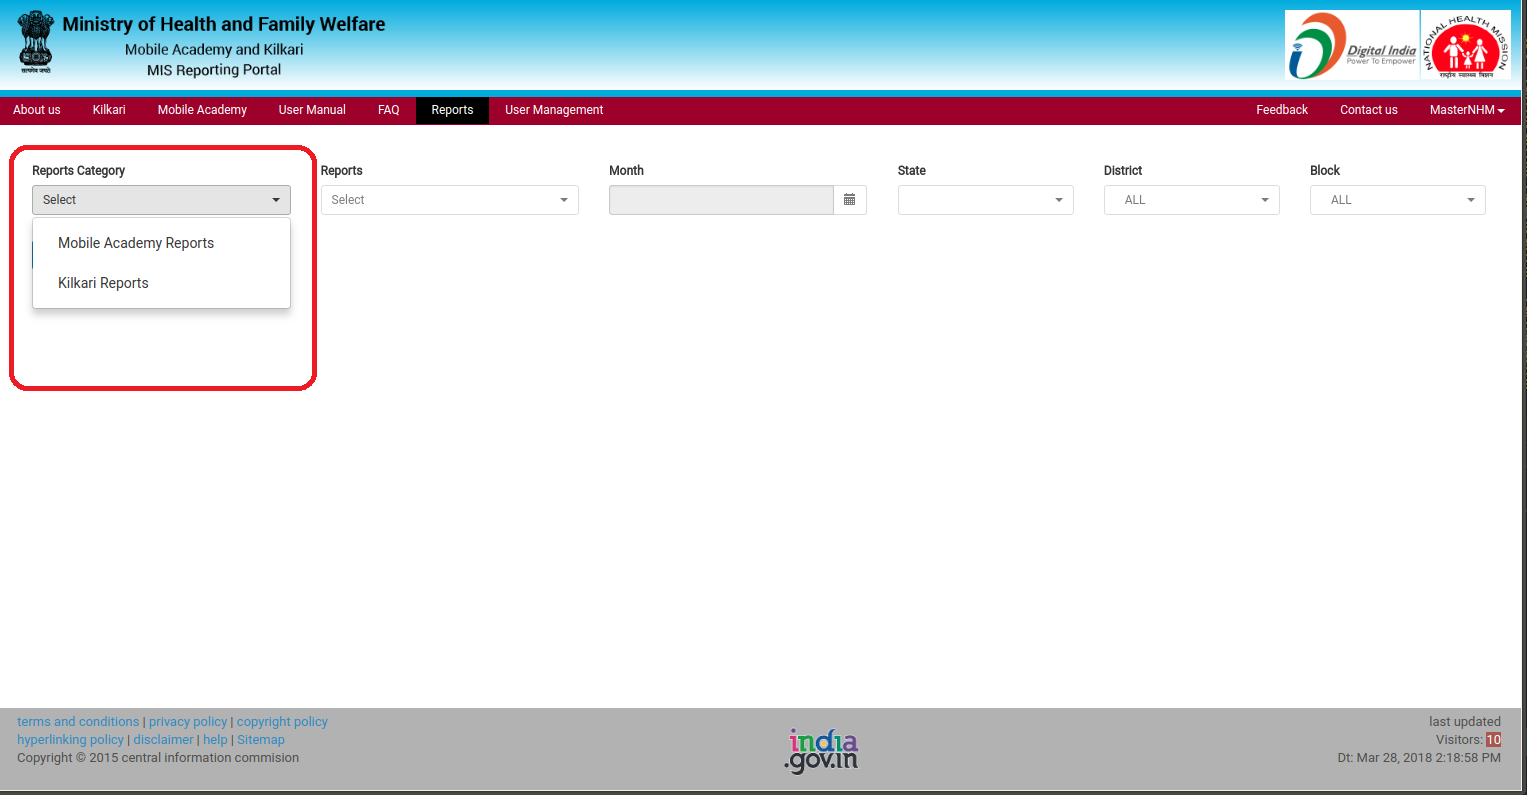 Ministry of Health and Family Welfare
Mobile Academy and Kilkari
MIS Reporting Portal
सत्यमेव जयते
Digital India
Power To Empower
NATIONAL HEALTH MISSION
राष्ट्रीय स्वास्थ्य मिशन
About us Kilkari Mobile Academy User Manual FAQ Reports User Management Feedback Contact us MasterNHM
Reports Category Reports Month State District Block
Select Select ALL ALL
Mobile Academy Reports
Kilkari Reports
terms and conditions | privacy policy | copyright policy
hyperlinking policy | disclaimer | help | Sitemap
Copyright © 2015 central information commision
india
.gov.in
last updated
Visitors: 10
Dt: Mar 28, 2018 2:18:58 PM